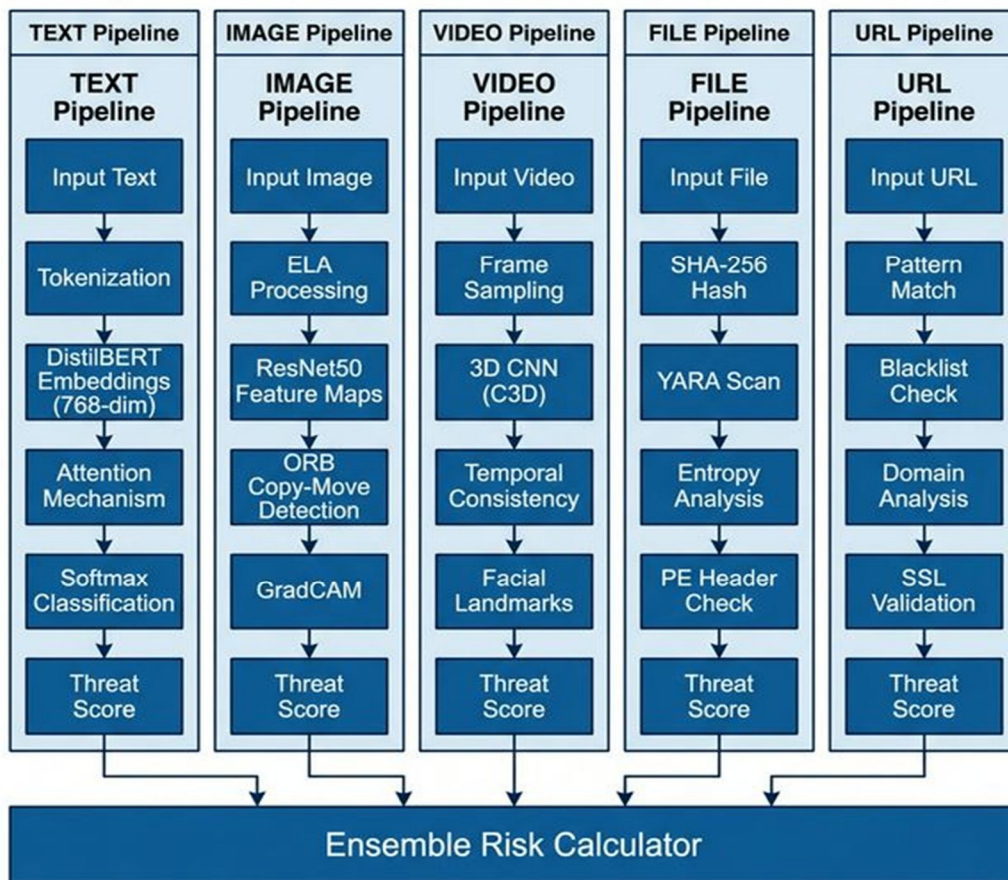 TEXT Pipeline
TEXT
Pipeline
Input Text
Tokenization
DistilBERT
Embeddings
(768-dim)
Attention
Mechanism
Softmax
Classification
Threat
Score
IMAGE Pipeline
IMAGE
Pipeline
Input Image
ELA
Processing
ResNet50
Feature Maps
ORB
Copy-Move
Detection
GradCAM
Threat
Score
VIDEO Pipeline
VIDEO
Pipeline
Input Video
Frame
Sampling
3D CNN
(C3D)
Temporal
Consistency
Facial
Landmarks
Threat
Score
FILE Pipeline
FILE
Pipeline
Input File
SHA-256
Hash
YARA Scan
Entropy
Analysis
PE Header
Check
Threat
Score
URL Pipeline
URL
Pipeline
Input URL
Pattern
Match
Blacklist
Check
Domain
Analysis
SSL
Validation
Threat
Score
Ensemble Risk Calculator